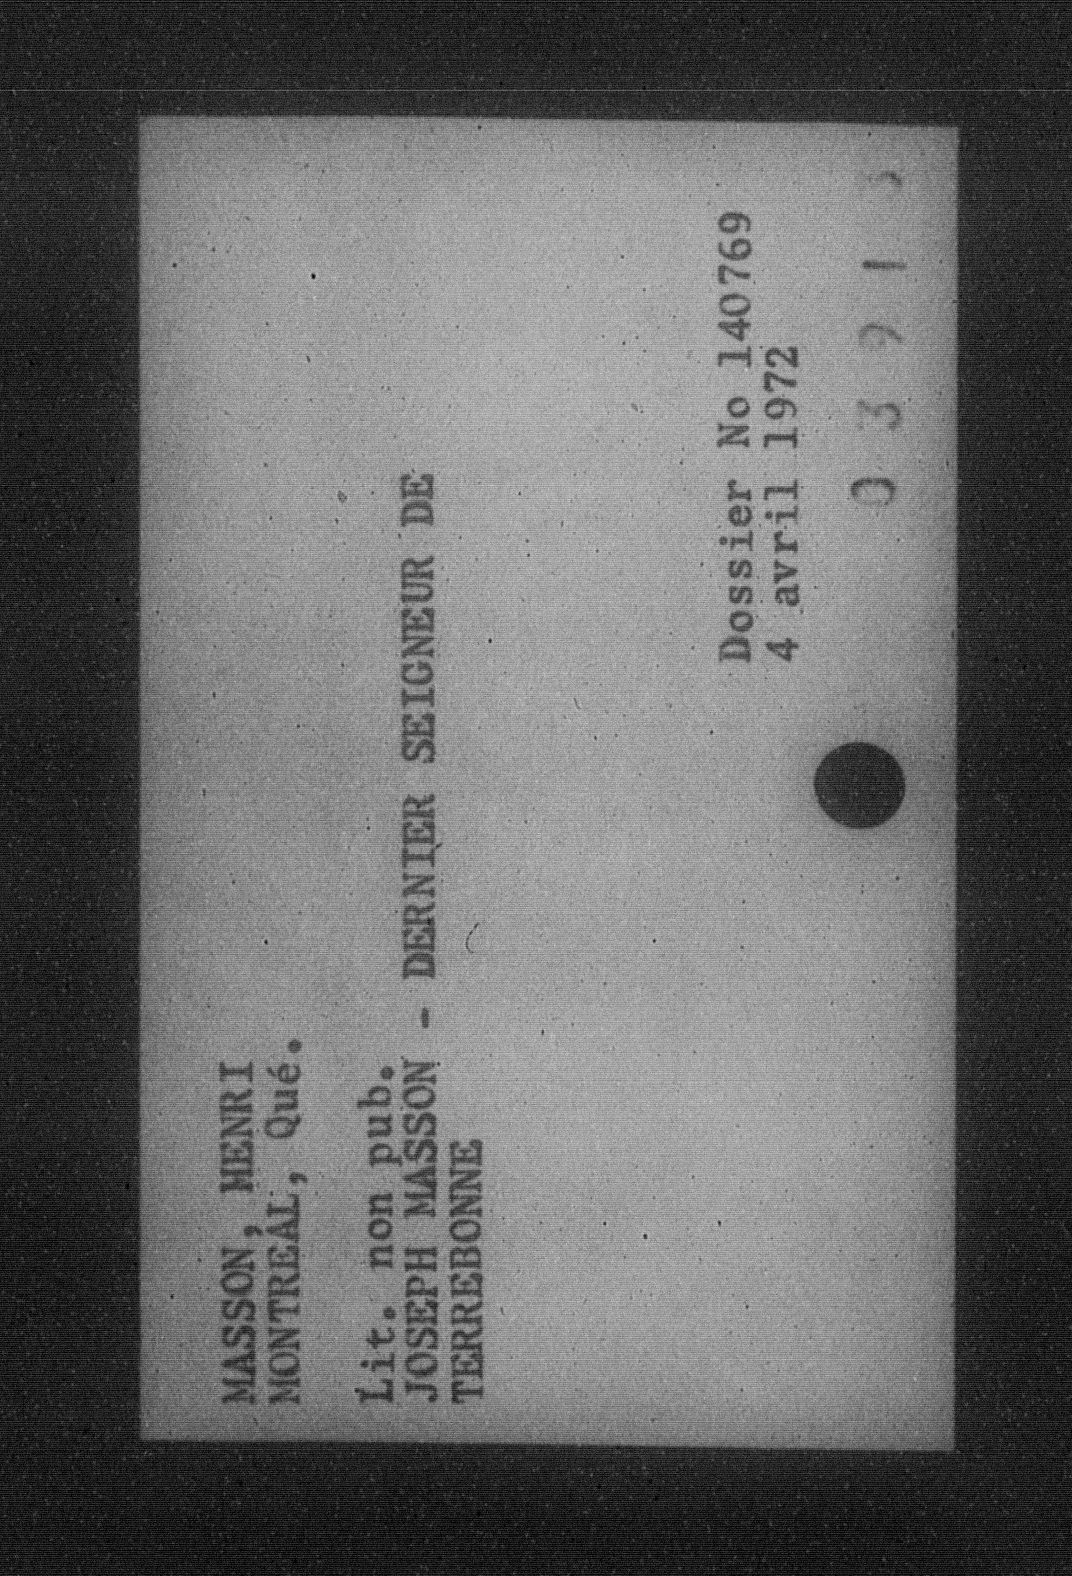 MASSON, HENRI
MONTREAL, Qué.
Lit. non pub.
JOSEPH MASSON - DERNIER SEIGNEUR DE
TERREBONNE
Dossier No 140769
4 avril 1972
03913